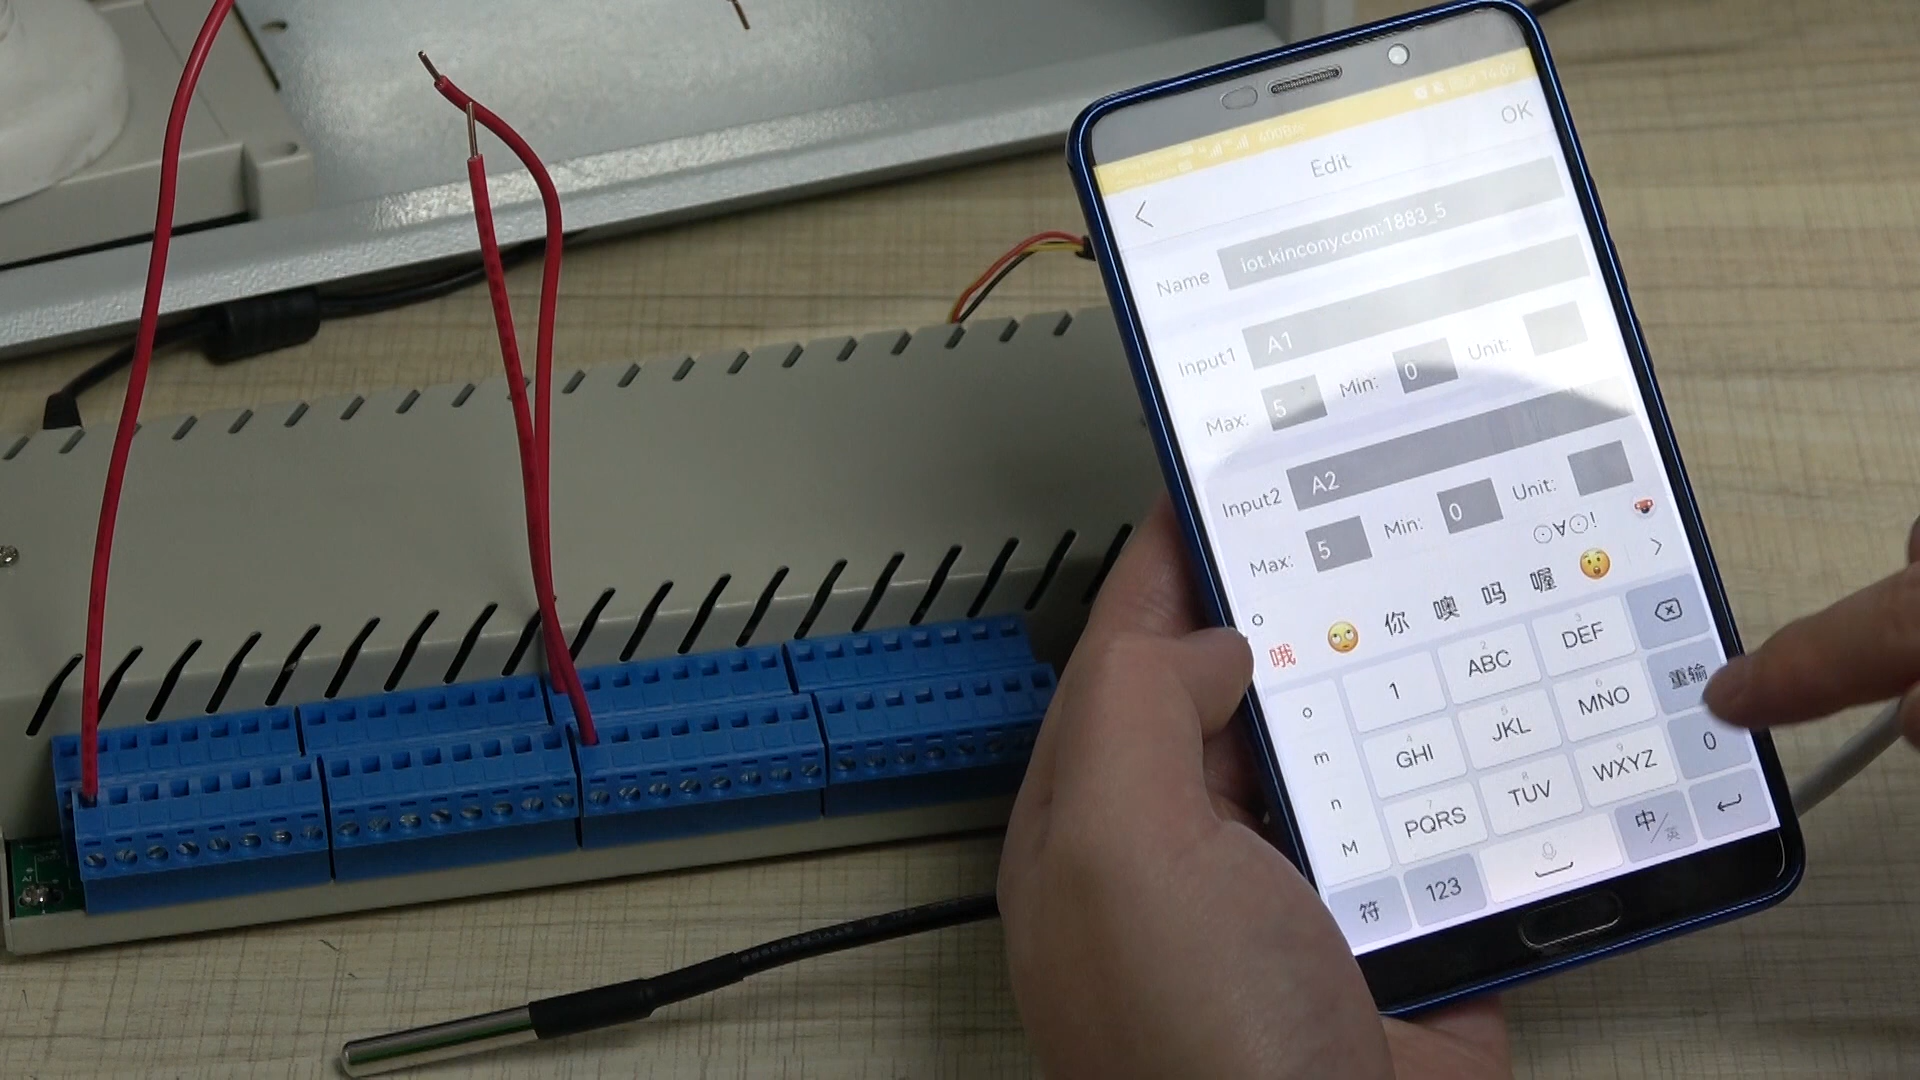 OK
Edit
Name iot.kincony.com:1883_5
Input1 A1
Max: 5 Min: 0 Unit:
Input2 A2
Max: 5 Min: 0 Unit:
⊙∀⊙!
哦 你 噢 吗 喔
1 ABC DEF
GHI JKL MNO 重输
PQRS TUV WXYZ 0
o
m
n
M
符 123 中/英